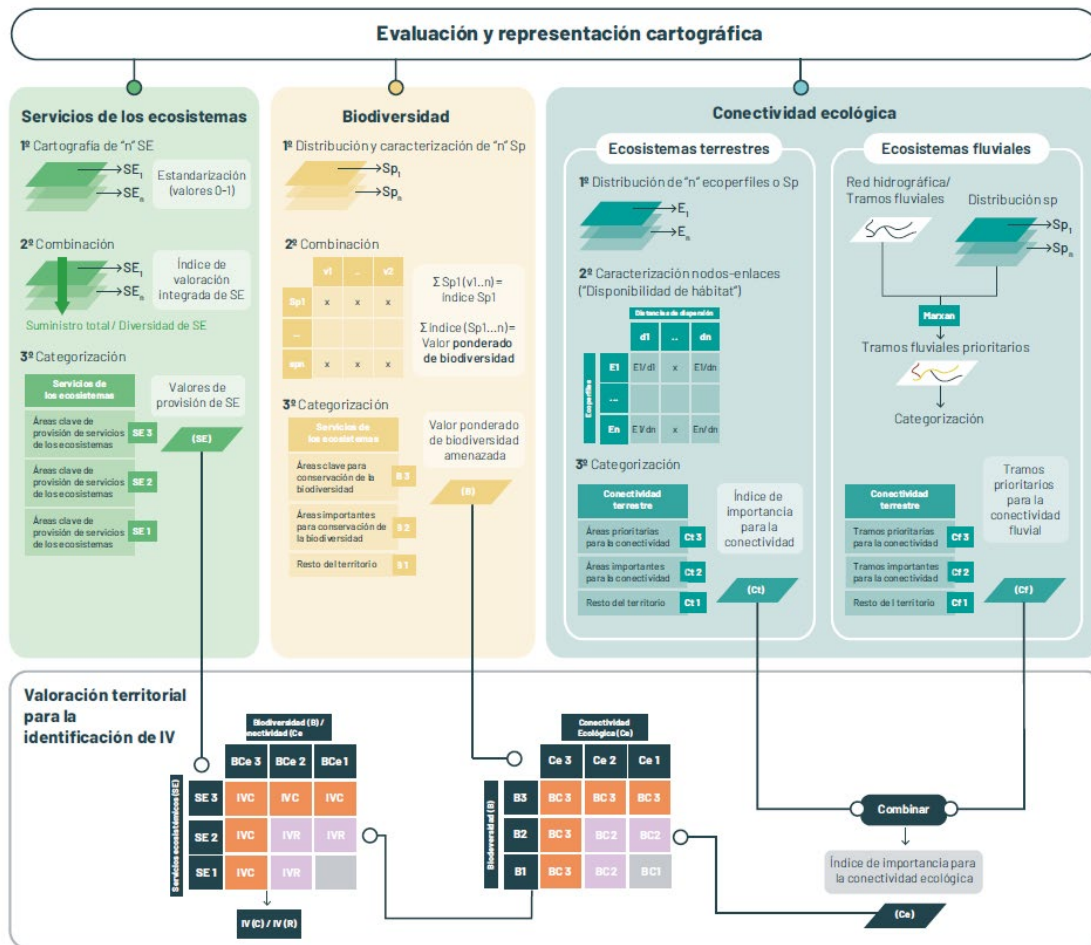 Evaluación y representación cartográfica
Servicios de los ecosistemas
1º Cartografía de "n" SE
SE1
SEn
Estandarización
(valores 0-1)
2º Combinación
SE1
SEn
Índice de
valoración
integrada de SE
Suministro total / Diversidad de SE
3º Categorización
Servicios de
los ecosistemas
Áreas clave de
provisión de servicios
de los ecosistemas
SE 3
Áreas clave de
provisión de servicios
de los ecosistemas
SE 2
Áreas clave de
provisión de servicios
de los ecosistemas
SE 1
Valores de
provisión de SE
(SE)
Biodiversidad
1º Distribución y caracterización de "n" Sp
Sp1
Spn
2º Combinación
v1 .. v2
Sp1 x x x
..
spn x x x
Σ Sp1 (v1..n) =
índice Sp1
Σ índice (Sp1...n)=
Valor ponderado
de biodiversidad
3º Categorización
Servicios de
los ecosistemas
Áreas clave para
conservación de la
biodiversidad
B 3
Áreas importantes
para conservación de
la biodiversidad
B 2
Resto del territorio
B 1
Valor ponderado
de biodiversidad
amenazada
(B)
Conectividad ecológica
Ecosistemas terrestres
1º Distribución de "n" ecoperfiles o Sp
E1
En
2º Caracterización nodos-enlaces
("Disponibilidad de hábitat")
Distancias de dispersión
d1 .. dn
Ecoperfiles
E1 E1/d1 x E1/dn
...
En E1/dn x En/dn
3º Categorización
Conectividad
terrestre
Áreas prioritarias
para la conectividad
Ct 3
Áreas importantes
para la conectividad
Ct 2
Resto del territorio
Ct 1
Índice de
importancia
para la
conectividad
(Ct)
Ecosistemas fluviales
Red hidrográfica/
Tramos fluviales
Distribución sp
Sp1
Spn
Marxan
Tramos fluviales prioritarios
Categorización
Conectividad
terrestre
Tramos prioritarios
para la conectividad
Cf 3
Tramos importantes
para la conectividad
Cf 2
Resto de l territorio
Cf 1
Tramos
prioritarios
para la
conectividad
fluvial
(Cf)
Valoración territorial
para la
identificación de IV
Biodiversidad (B) /
onectividad (Ce
BCe 3 BCe 2 BCe 1
Servicios ecosistémicos (SE)
SE 3 IVC IVC IVC
SE 2 IVC IVR IVR
SE 1 IVC IVR
IV (C) / IV (R)
Conectividad
Ecológica (Ce)
Ce 3 Ce 2 Ce 1
Biodeversidad (B)
B3 BC 3 BC 3 BC 3
B2 BC 3 BC2 BC2
B1 BC 3 BC 2 BC1
Combinar
Índice de importancia para
la conectividad ecológica
(Ce)